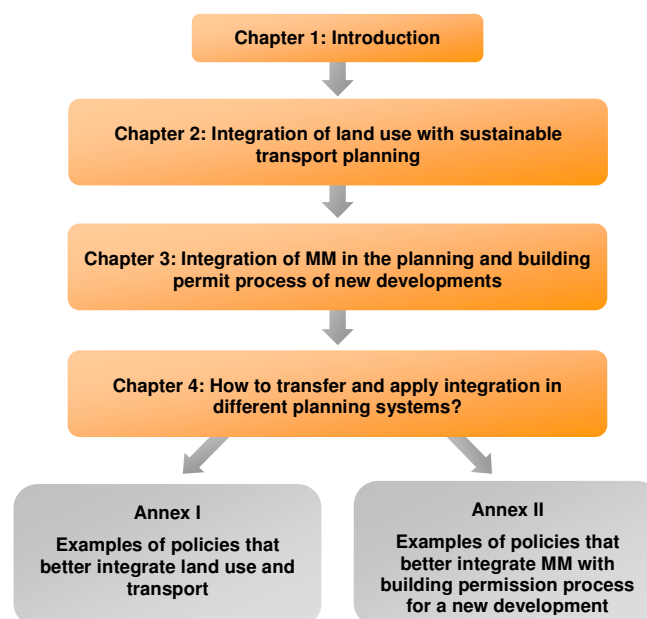 Chapter 1: Introduction
Chapter 2: Integration of land use with sustainable
transport planning
Chapter 3: Integration of MM in the planning and building
permit process of new developments
Chapter 4: How to transfer and apply integration in
different planning systems?
Annex I
Examples of policies that
better integrate land use and
transport
Annex II
Examples of policies that
better integrate MM with
building permission process
for a new development